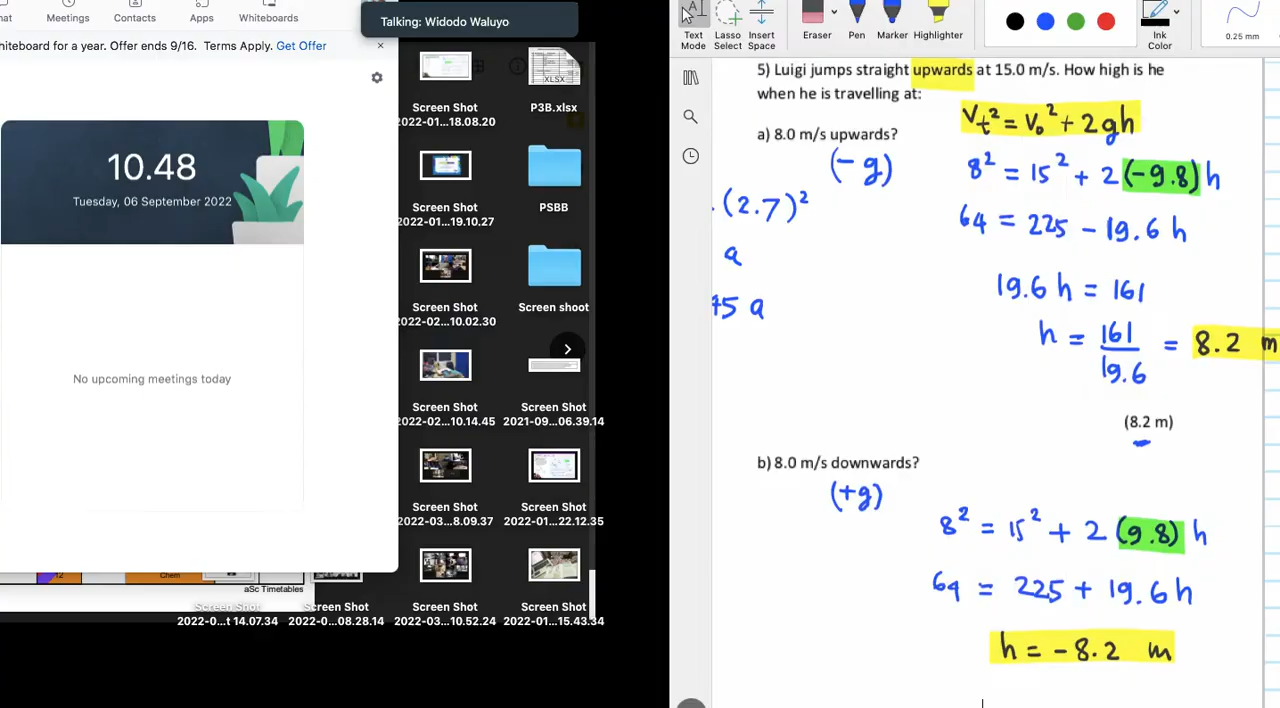 Meetings
Contacts
Apps
Whiteboards
Talking: Widodo Waluyo
hiteboard for a year. Offer ends 9/16. Terms Apply. Get Offer
10.48
Tuesday, 06 September 2022
No upcoming meetings today
12
Chem
aSc Timetables
Screen Shot
2022-01...18.08.20
P3B.xlsx
XLSX
Screen Shot
2022-01...19.10.27
PSBB
Screen Shot
2022-02...10.02.30
Screen shoot
Screen Shot
2022-02...10.14.45
Screen Shot
2021-09...06.39.14
Screen Shot
2022-03...8.09.37
Screen Shot
2022-01...22.12.35
Screen Shot
2022-0...t 14.07.34
Screen Shot
2022-0...08.28.14
Screen Shot
2022-03...10.52.24
Screen Shot
2022-01...15.43.34
Text Mode
Lasso Select
Insert Space
Eraser
Pen
Marker
Highlighter
Ink Color
0.25 mm
5) Luigi jumps straight upwards at 15.0 m/s. How high is he
when he is travelling at:
Vt² = V₀² + 2gh
a) 8.0 m/s upwards?
(-g)
8² = 15² + 2 (-9.8) h
. (2.7)²
64 = 225 - 19.6 h
a
19.6 h = 161
45 a
h = 161/19.6 = 8.2 m
(8.2 m)
b) 8.0 m/s downwards?
(+g)
8² = 15² + 2 (9.8) h
64 = 225 + 19.6 h
h = -8.2 m